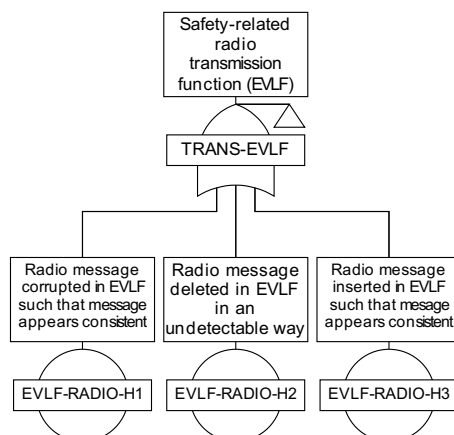 Safety-related
radio
transmission
function (EVLF)
TRANS-EVLF
Radio message
corrupted in EVLF
such that message
appears consistent
Radio message
deleted in EVLF
in an
undetectable way
Radio message
inserted in EVLF
such that mesage
appears consistent
EVLF-RADIO-H1
EVLF-RADIO-H2
EVLF-RADIO-H3